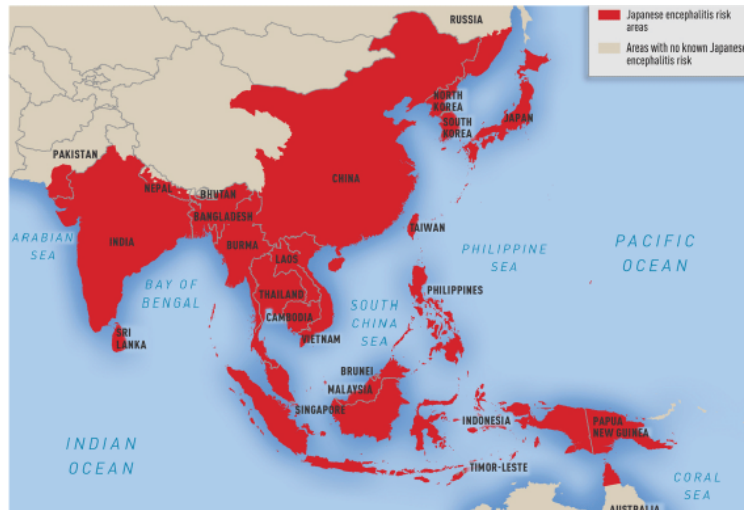 RUSSIA
Japanese encephalitis risk
areas
Areas with no known Japanese
encephalitis risk
NORTH
KOREA
SOUTH
KOREA
JAPAN
PAKISTAN
NEPAL
BHUTAN
CHINA
BANGLADESH
INDIA
BURMA
TAIWAN
ARABIAN
SEA
LAOS
PHILIPPINE
SEA
PACIFIC
OCEAN
BAY OF
BENGAL
THAILAND
PHILIPPINES
CAMBODIA
SOUTH
CHINA
SEA
VIETNAM
SRI
LANKA
BRUNEI
MALAYSIA
SINGAPORE
INDONESIA
PAPUA
NEW GUINEA
INDIAN
OCEAN
TIMOR-LESTE
CORAL
SEA
AUSTRALIA